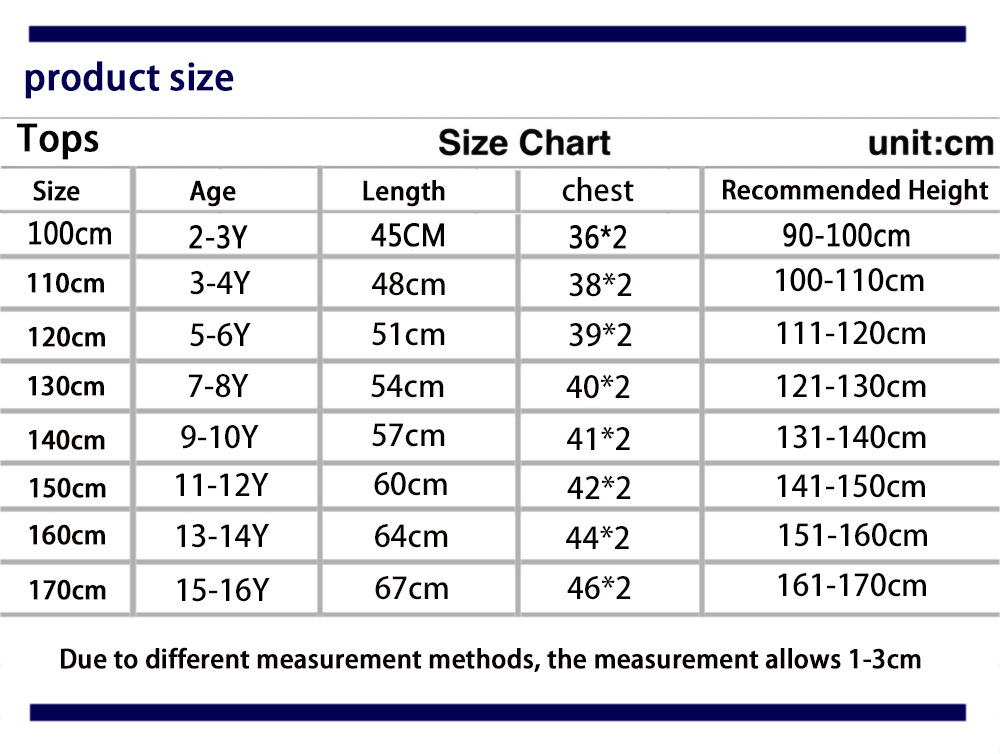 product size
Tops Size Chart unit:cm
Size Age Length chest Recommended Height
100cm 2-3Y 45CM 36*2 90-100cm
110cm 3-4Y 48cm 38*2 100-110cm
120cm 5-6Y 51cm 39*2 111-120cm
130cm 7-8Y 54cm 40*2 121-130cm
140cm 9-10Y 57cm 41*2 131-140cm
150cm 11-12Y 60cm 42*2 141-150cm
160cm 13-14Y 64cm 44*2 151-160cm
170cm 15-16Y 67cm 46*2 161-170cm
Due to different measurement methods, the measurement allows 1-3cm